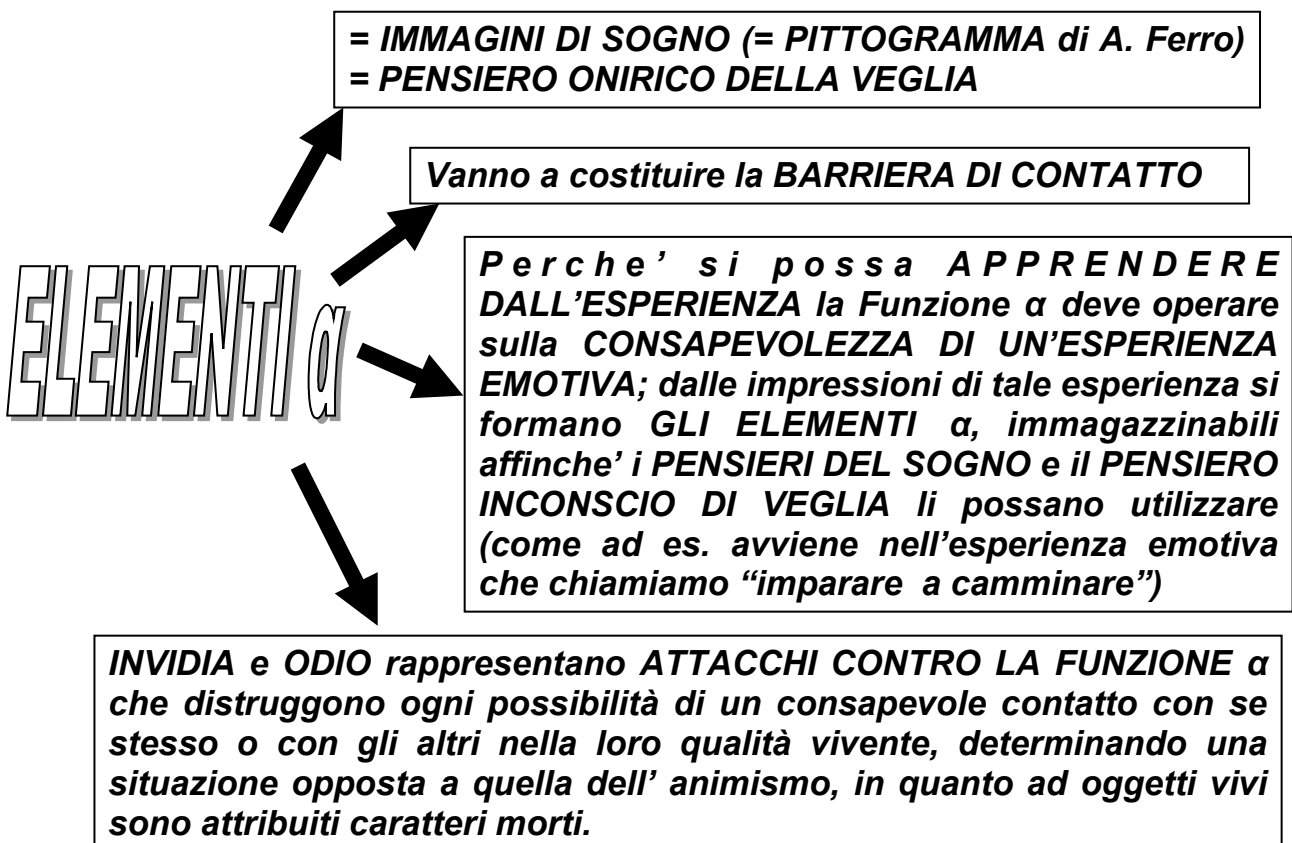 = IMMAGINI DI SOGNO (= PITTOGRAMMA di A. Ferro)
= PENSIERO ONIRICO DELLA VEGLIA
Vanno a costituire la BARRIERA DI CONTATTO
ELEMENTI α
Perche’ si possa APPRENDERE
DALL’ESPERIENZA la Funzione α deve operare
sulla CONSAPEVOLEZZA DI UN’ESPERIENZA
EMOTIVA; dalle impressioni di tale esperienza si
formano GLI ELEMENTI α, immagazzinabili
affinche’ i PENSIERI DEL SOGNO e il PENSIERO
INCONSCIO DI VEGLIA li possano utilizzare
(come ad es. avviene nell’esperienza emotiva
che chiamiamo “imparare a camminare”)
INVIDIA e ODIO rappresentano ATTACCHI CONTRO LA FUNZIONE α
che distruggono ogni possibilità di un consapevole contatto con se
stesso o con gli altri nella loro qualità vivente, determinando una
situazione opposta a quella dell’ animismo, in quanto ad oggetti vivi
sono attribuiti caratteri morti.